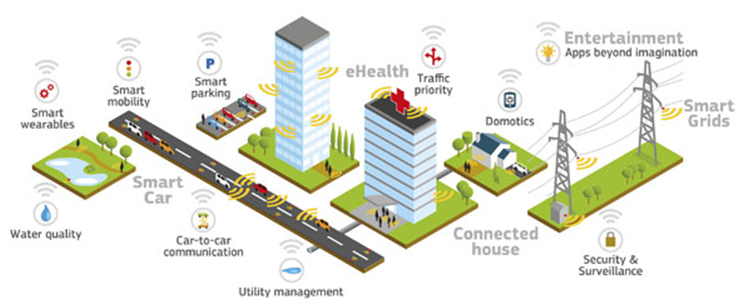 Entertainment
Apps beyond imagination
eHealth
Smart
wearables
Smart
mobility
P
Smart
parking
Traffic
priority
Domotics
Smart
Grids
Smart
Car
Water quality
Car-to-car
communication
Utility management
Connected
house
Security &
Surveillance